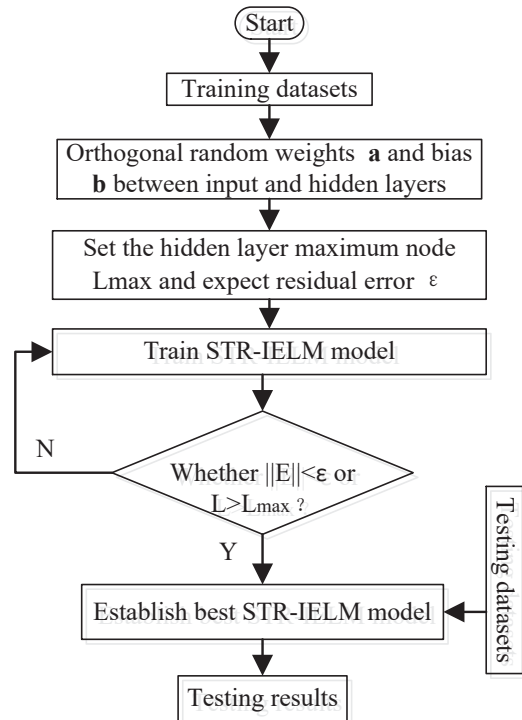 Start
Training datasets
Orthogonal random weights a and bias
b between input and hidden layers
Set the hidden layer maximum node
Lmax and expect residual error ε
Train STR-IELM model
N
Whether ||E||<ε or
L>Lmax ?
Y
Testing datasets
Establish best STR-IELM model
Testing results